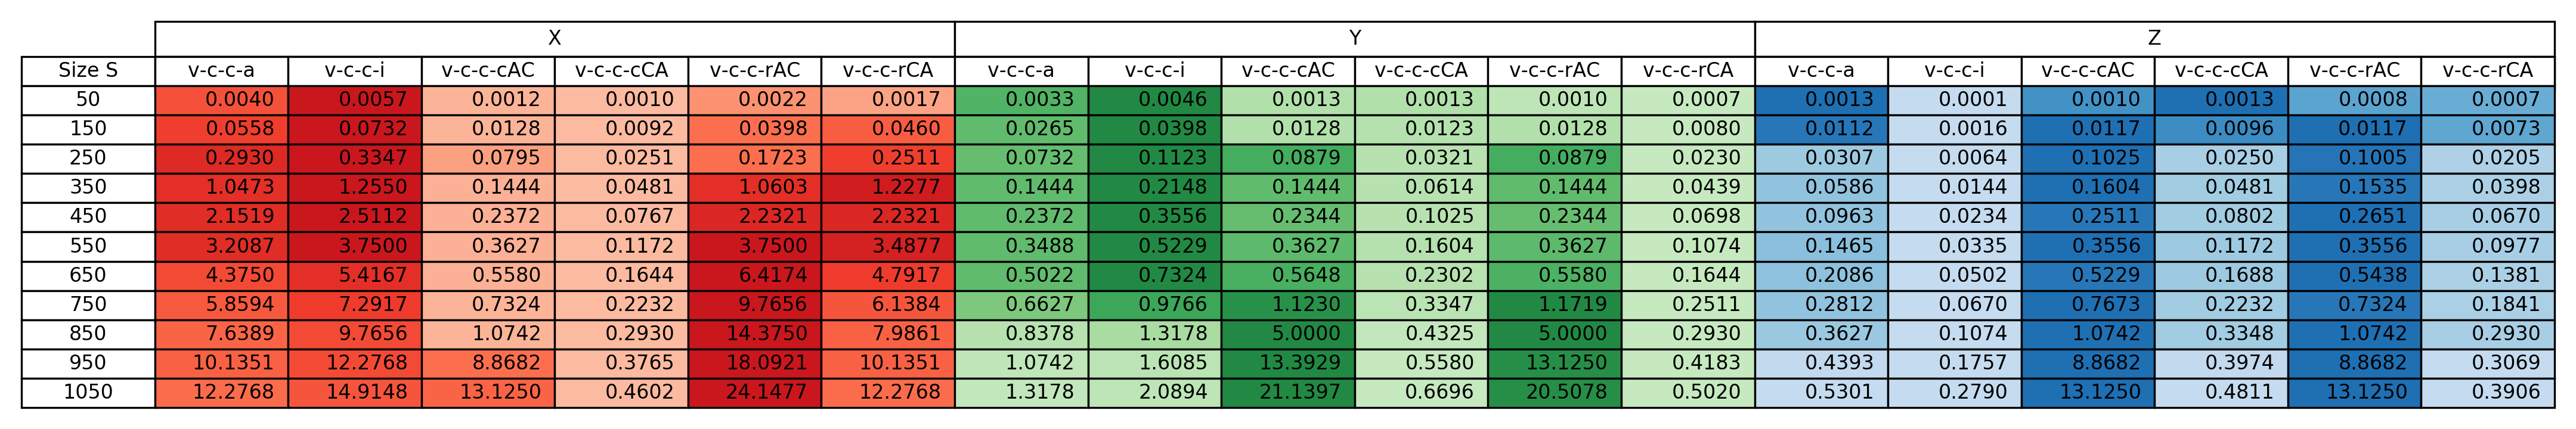 X Y Z
Size S v-c-c-a v-c-c-i v-c-c-cAC v-c-c-cCA v-c-c-rAC v-c-c-rCA v-c-c-a v-c-c-i v-c-c-cAC v-c-c-cCA v-c-c-rAC v-c-c-rCA v-c-c-a v-c-c-i v-c-c-cAC v-c-c-cCA v-c-c-rAC v-c-c-rCA
50 0.0040 0.0057 0.0012 0.0010 0.0022 0.0017 0.0033 0.0046 0.0013 0.0013 0.0010 0.0007 0.0013 0.0001 0.0010 0.0013 0.0008 0.0007
150 0.0558 0.0732 0.0128 0.0092 0.0398 0.0460 0.0265 0.0398 0.0128 0.0123 0.0128 0.0080 0.0112 0.0016 0.0117 0.0096 0.0117 0.0073
250 0.2930 0.3347 0.0795 0.0251 0.1723 0.2511 0.0732 0.1123 0.0879 0.0321 0.0879 0.0230 0.0307 0.0064 0.1025 0.0250 0.1005 0.0205
350 1.0473 1.2550 0.1444 0.0481 1.0603 1.2277 0.1444 0.2148 0.1444 0.0614 0.1444 0.0439 0.0586 0.0144 0.1604 0.0481 0.1535 0.0398
450 2.1519 2.5112 0.2372 0.0767 2.2321 2.2321 0.2372 0.3556 0.2344 0.1025 0.2344 0.0698 0.0963 0.0234 0.2511 0.0802 0.2651 0.0670
550 3.2087 3.7500 0.3627 0.1172 3.7500 3.4877 0.3488 0.5229 0.3627 0.1604 0.3627 0.1074 0.1465 0.0335 0.3556 0.1172 0.3556 0.0977
650 4.3750 5.4167 0.5580 0.1644 6.4174 4.7917 0.5022 0.7324 0.5648 0.2302 0.5580 0.1644 0.2086 0.0502 0.5229 0.1688 0.5438 0.1381
750 5.8594 7.2917 0.7324 0.2232 9.7656 6.1384 0.6627 0.9766 1.1230 0.3347 1.1719 0.2511 0.2812 0.0670 0.7673 0.2232 0.7324 0.1841
850 7.6389 9.7656 1.0742 0.2930 14.3750 7.9861 0.8378 1.3178 5.0000 0.4325 5.0000 0.2930 0.3627 0.1074 1.0742 0.3348 1.0742 0.2930
950 10.1351 12.2768 8.8682 0.3765 18.0921 10.1351 1.0742 1.6085 13.3929 0.5580 13.1250 0.4183 0.4393 0.1757 8.8682 0.3974 8.8682 0.3069
1050 12.2768 14.9148 13.1250 0.4602 24.1477 12.2768 1.3178 2.0894 21.1397 0.6696 20.5078 0.5020 0.5301 0.2790 13.1250 0.4811 13.1250 0.3906